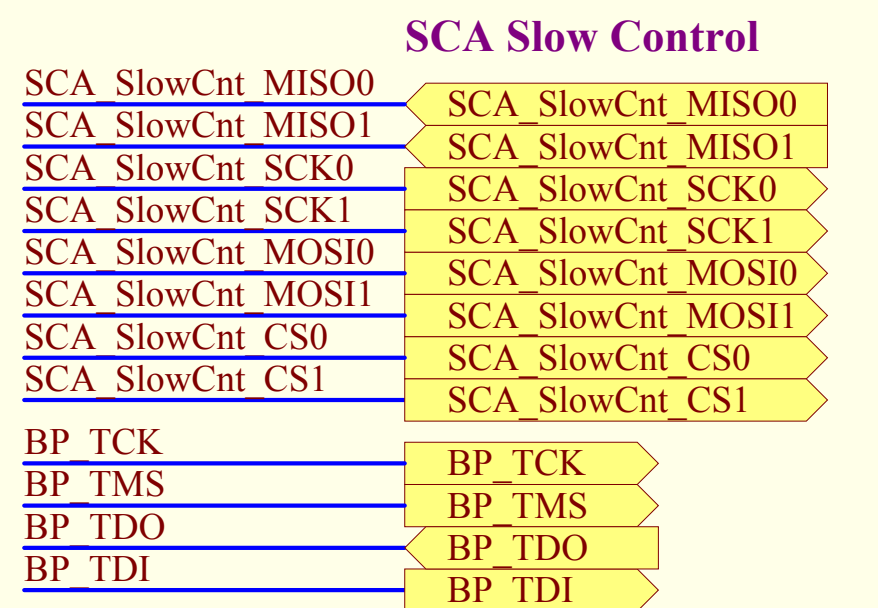 SCA Slow Control
SCA_SlowCnt_MISO0 SCA_SlowCnt_MISO0
SCA_SlowCnt_MISO1 SCA_SlowCnt_MISO1
SCA_SlowCnt_SCK0 SCA_SlowCnt_SCK0
SCA_SlowCnt_SCK1 SCA_SlowCnt_SCK1
SCA_SlowCnt_MOSI0 SCA_SlowCnt_MOSI0
SCA_SlowCnt_MOSI1 SCA_SlowCnt_MOSI1
SCA_SlowCnt_CS0 SCA_SlowCnt_CS0
SCA_SlowCnt_CS1 SCA_SlowCnt_CS1
BP_TCK BP_TCK
BP_TMS BP_TMS
BP_TDO BP_TDO
BP_TDI BP_TDI